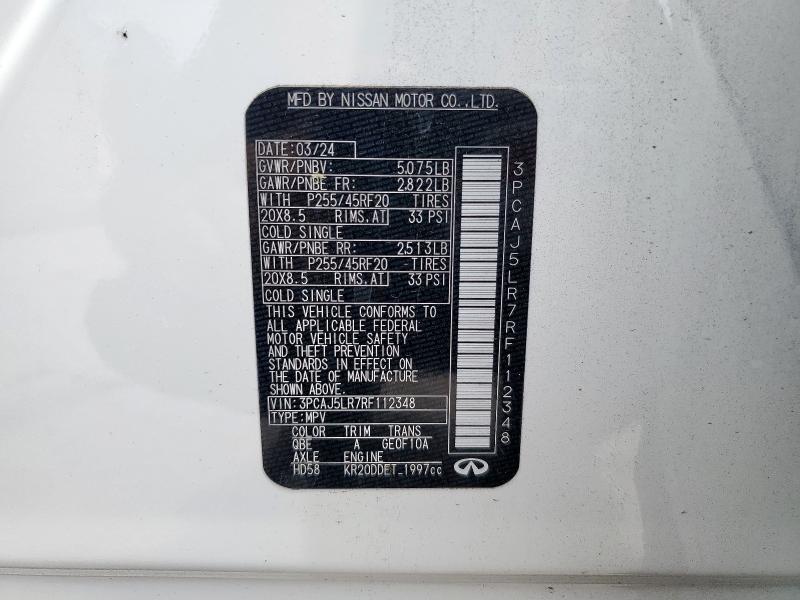 MFD BY NISSAN MOTOR CO.,LTD.
DATE:03/24
GVWR/PNBV: 5.075LB
GAWR/PNBE FR: 2.822LB
WITH P255/45RF20 TIRES
20X8.5 RIMS.AT 33 PSI
COLD SINGLE
GAWR/PNBE RR: 2.513LB
WITH P255/45RF20 -TIRES
20X8.5 RIMS.AT 33 PSI
COLD SINGLE
THIS VEHICLE CONFORMS TO
ALL APPLICABLE FEDERAL
MOTOR VEHICLE SAFETY
AND THEFT PREVENTION
STANDARDS IN EFFECT ON
THE DATE OF MANUFACTURE
SHOWN ABOVE.
VIN:3PCAJ5LR7RF112348
TYPE:MPV
COLOR TRIM TRANS
QBE A GE0F10A
AXLE ENGINE
HD58 KR20DDET-1997cc
3PCAJ5LR7RF112348